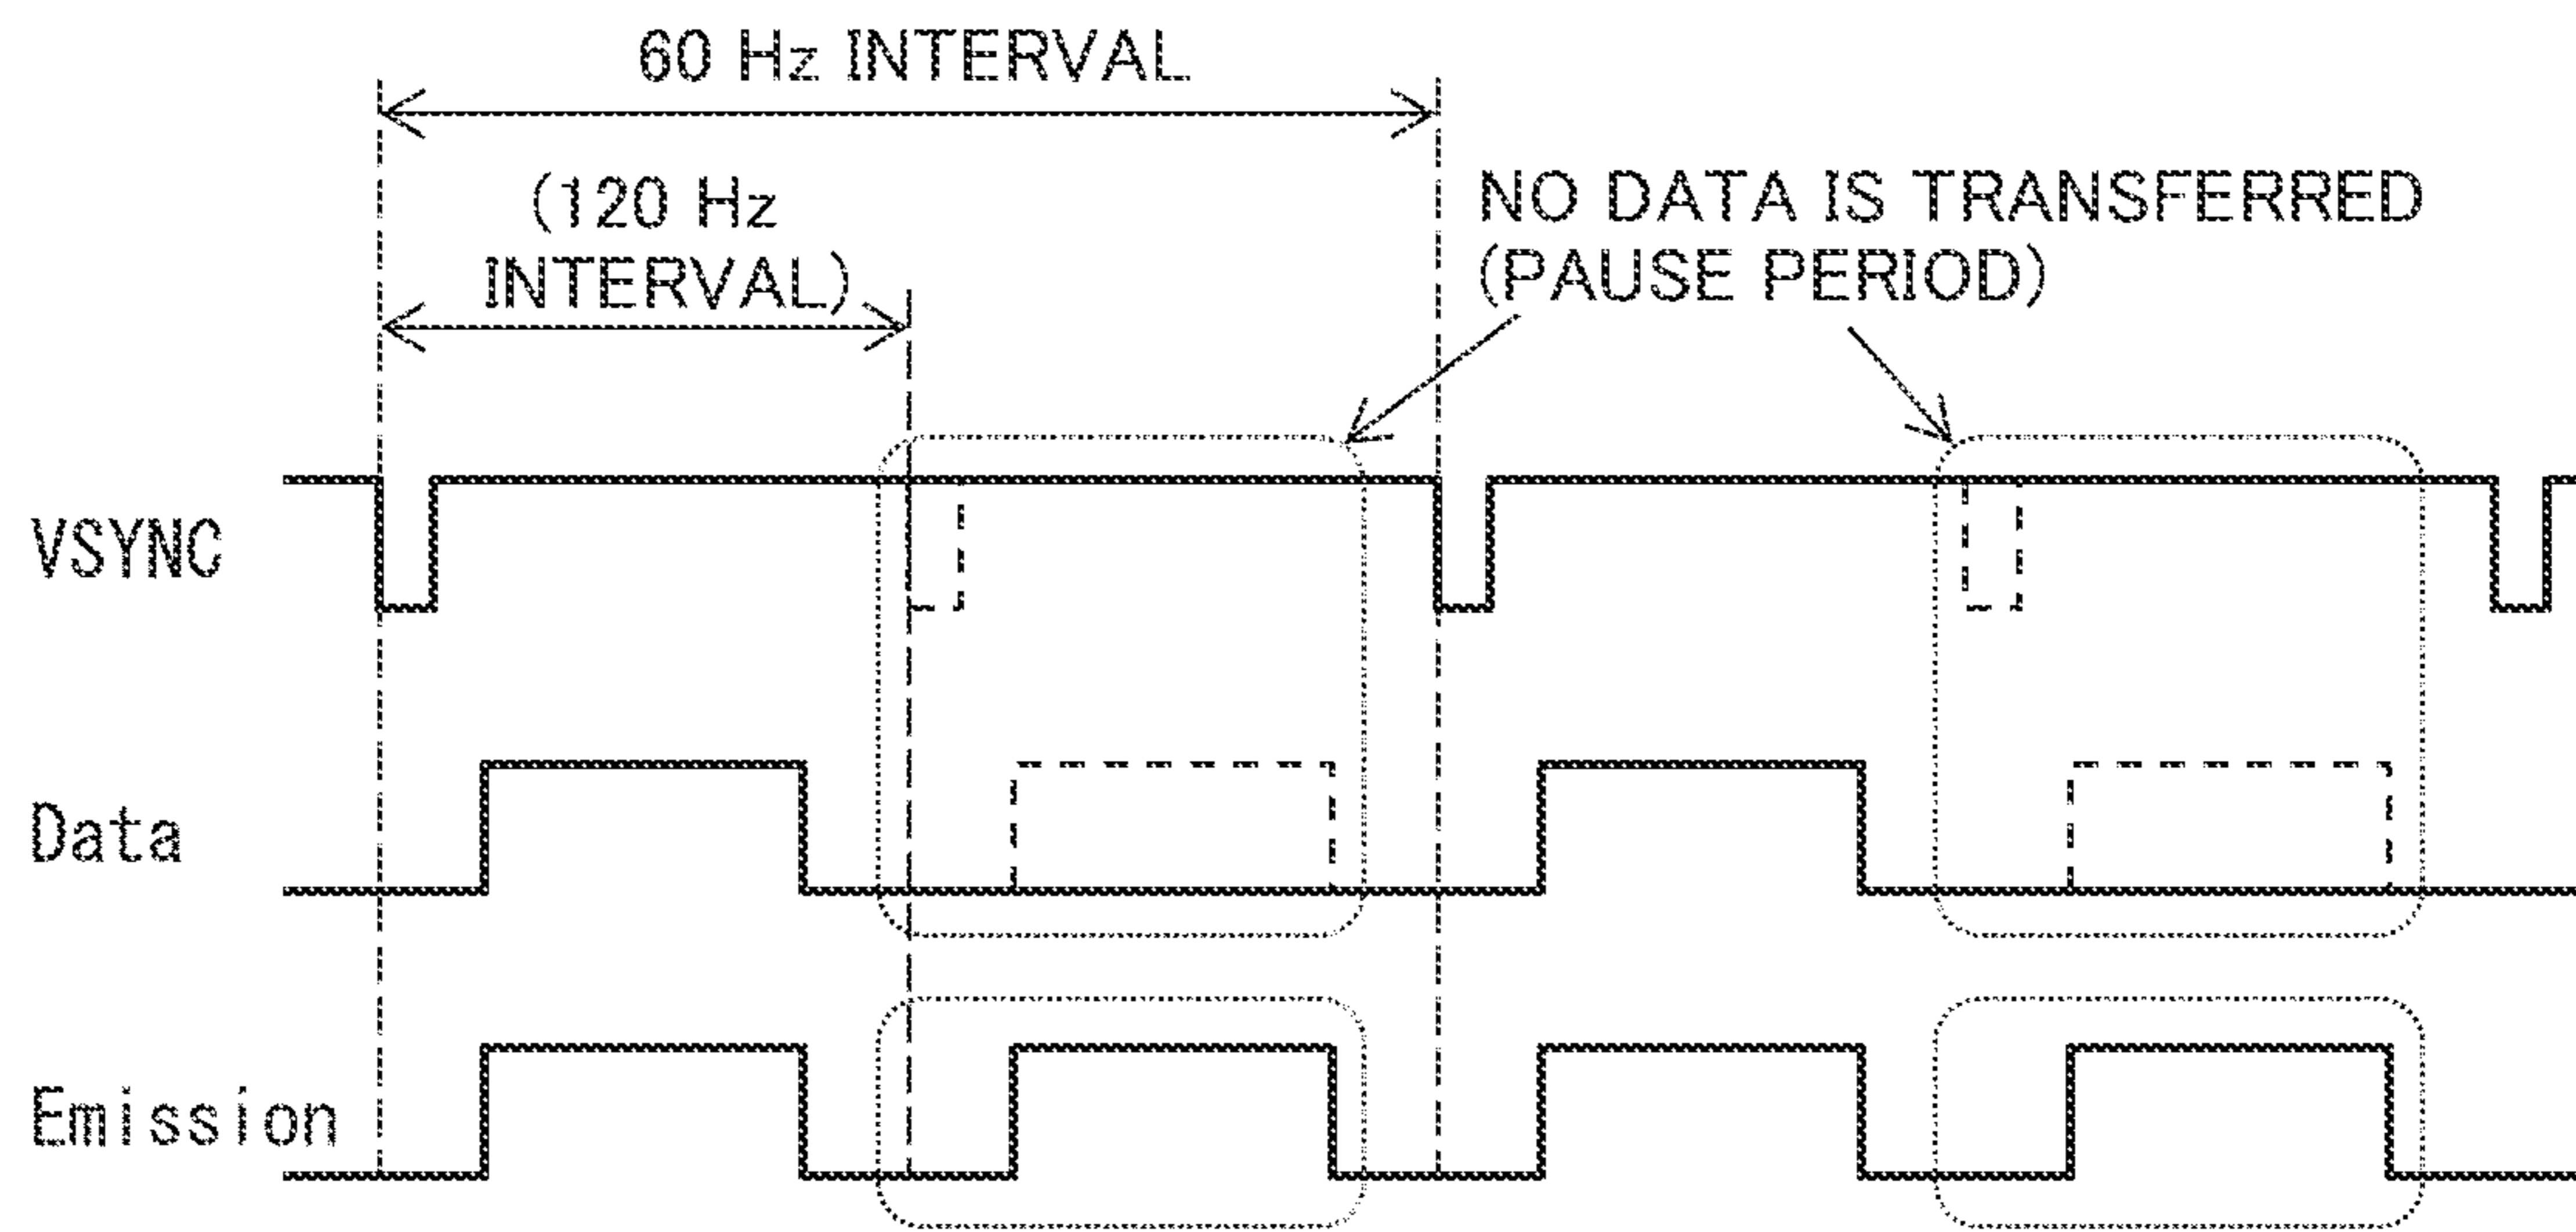 60 Hz INTERVAL
(120 Hz
INTERVAL)
NO DATA IS TRANSFERRED
(PAUSE PERIOD)
VSYNC
Data
Emission